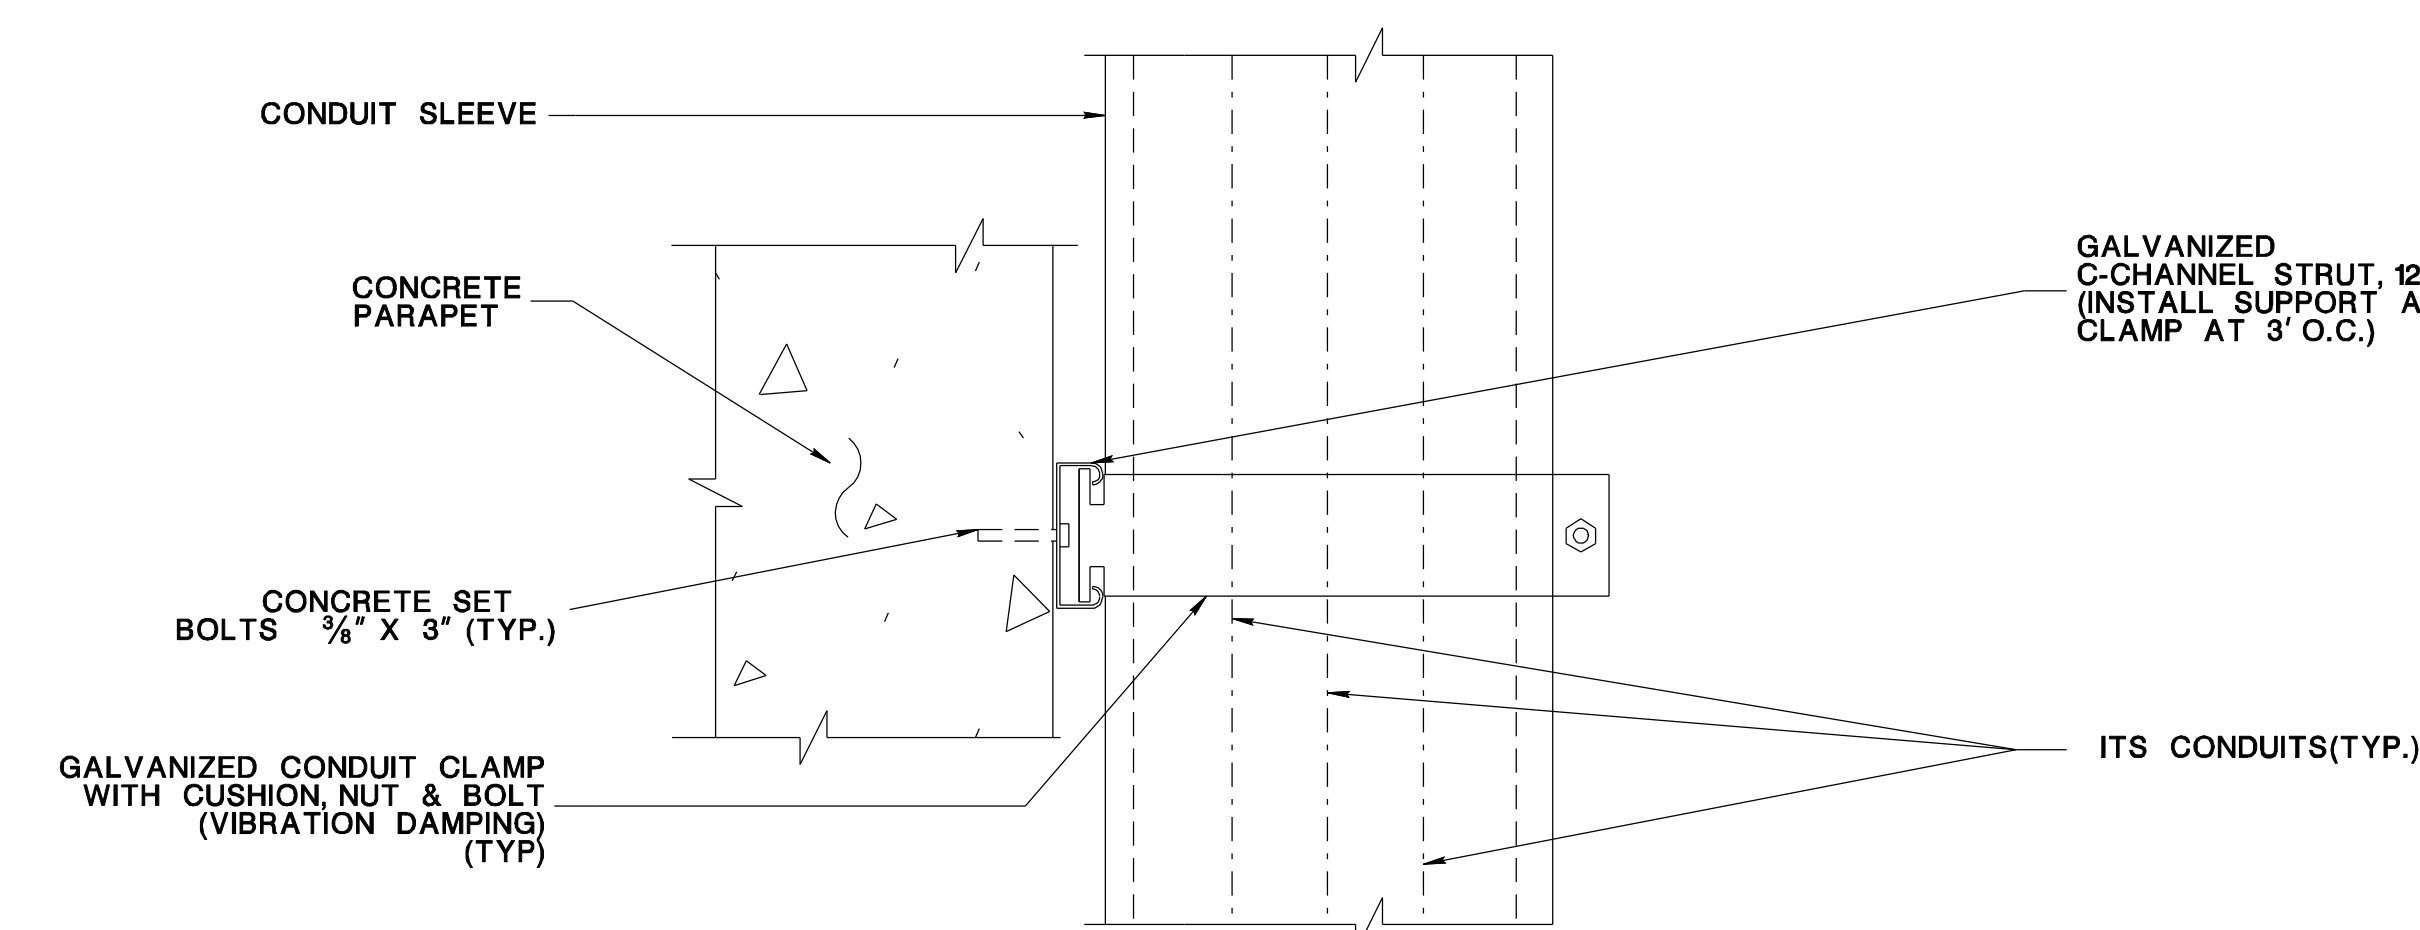 CONDUIT SLEEVE
CONCRETE
PARAPET
CONCRETE SET
BOLTS 3/8" X 3" (TYP.)
GALVANIZED CONDUIT CLAMP
WITH CUSHION, NUT & BOLT
(VIBRATION DAMPING)
(TYP)
GALVANIZED
C-CHANNEL STRUT, 12
(INSTALL SUPPORT A
CLAMP AT 3' O.C.)
ITS CONDUITS(TYP.)